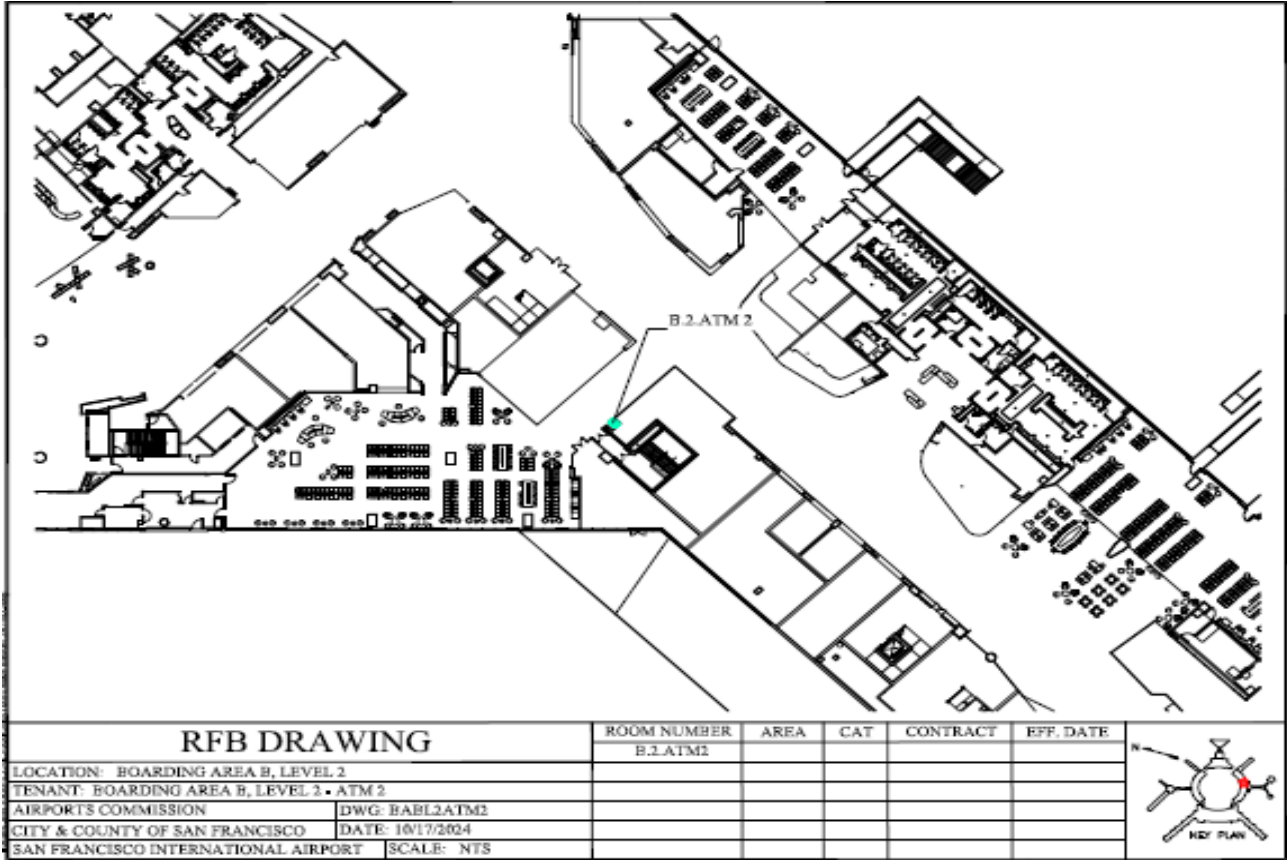 B.2.ATM 2
RFB DRAWING
ROOM NUMBER AREA CAT CONTRACT EFF. DATE
B.2.ATM2
LOCATION: BOARDING AREA B, LEVEL 2
TENANT: BOARDING AREA B, LEVEL 2 - ATM 2
AIRPORTS COMMISSION DWG: BABL2ATM2
CITY & COUNTY OF SAN FRANCISCO DATE: 10/17/2024
SAN FRANCISCO INTERNATIONAL AIRPORT SCALE: NTS
N
KEY PLAN